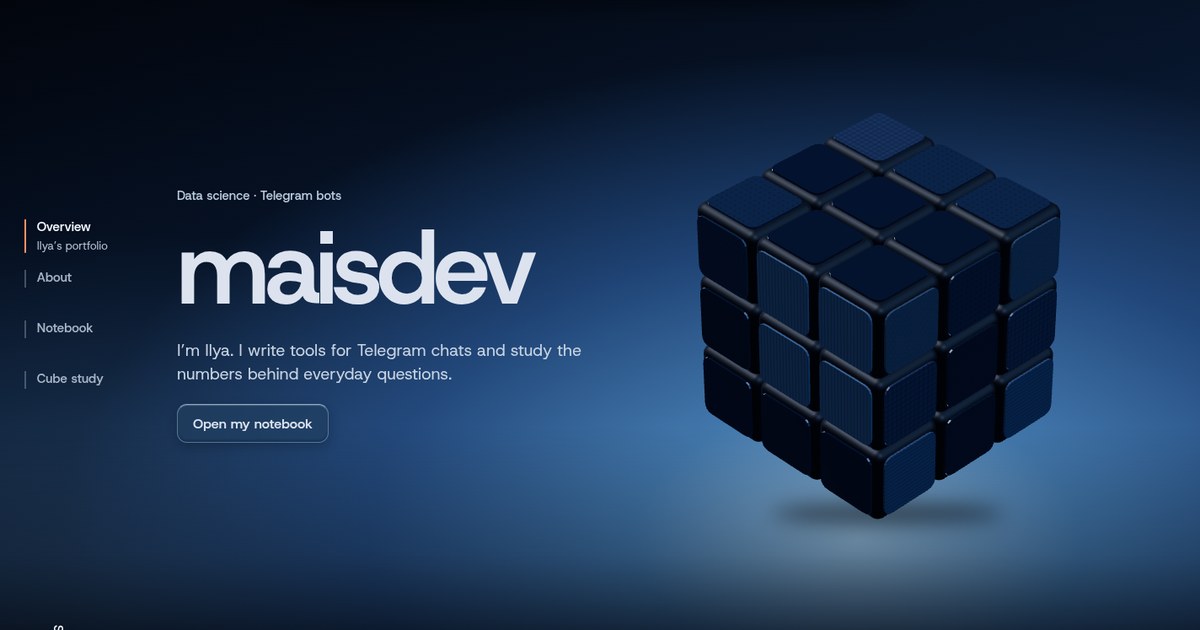 Overview
Ilya's portfolio
About
Notebook
Cube study
Data science · Telegram bots
maisdev
I'm Ilya. I write tools for Telegram chats and study the
numbers behind everyday questions.
Open my notebook